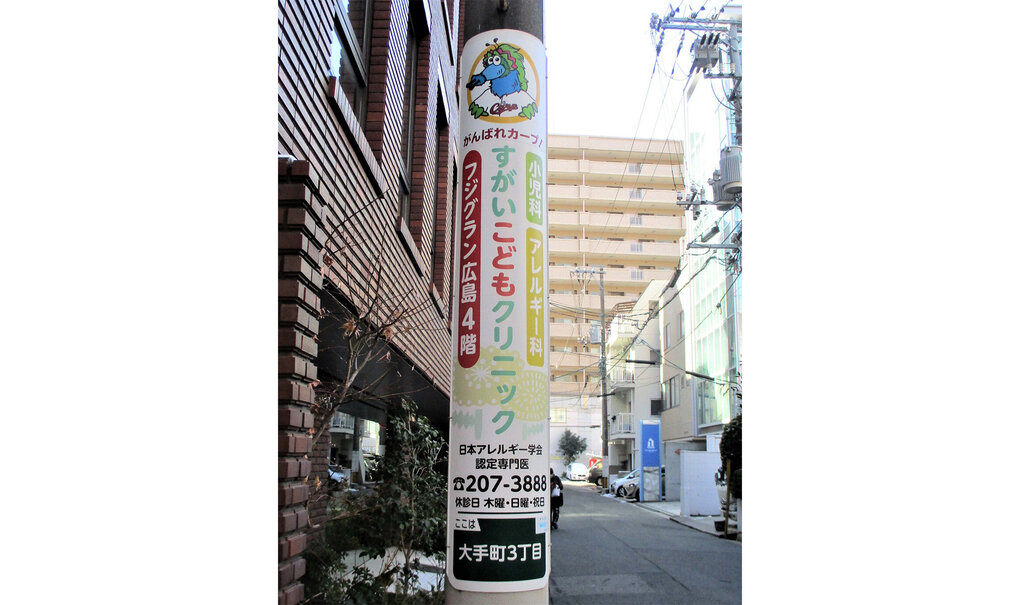 がんばれカープ!
小児科
アレルギー科
すがいこどもクリニック
フジグラン広島4階
日本アレルギー学会
認定専門医
☎207-3888
休診日 木曜・日曜・祝日
ここは
大手町3丁目